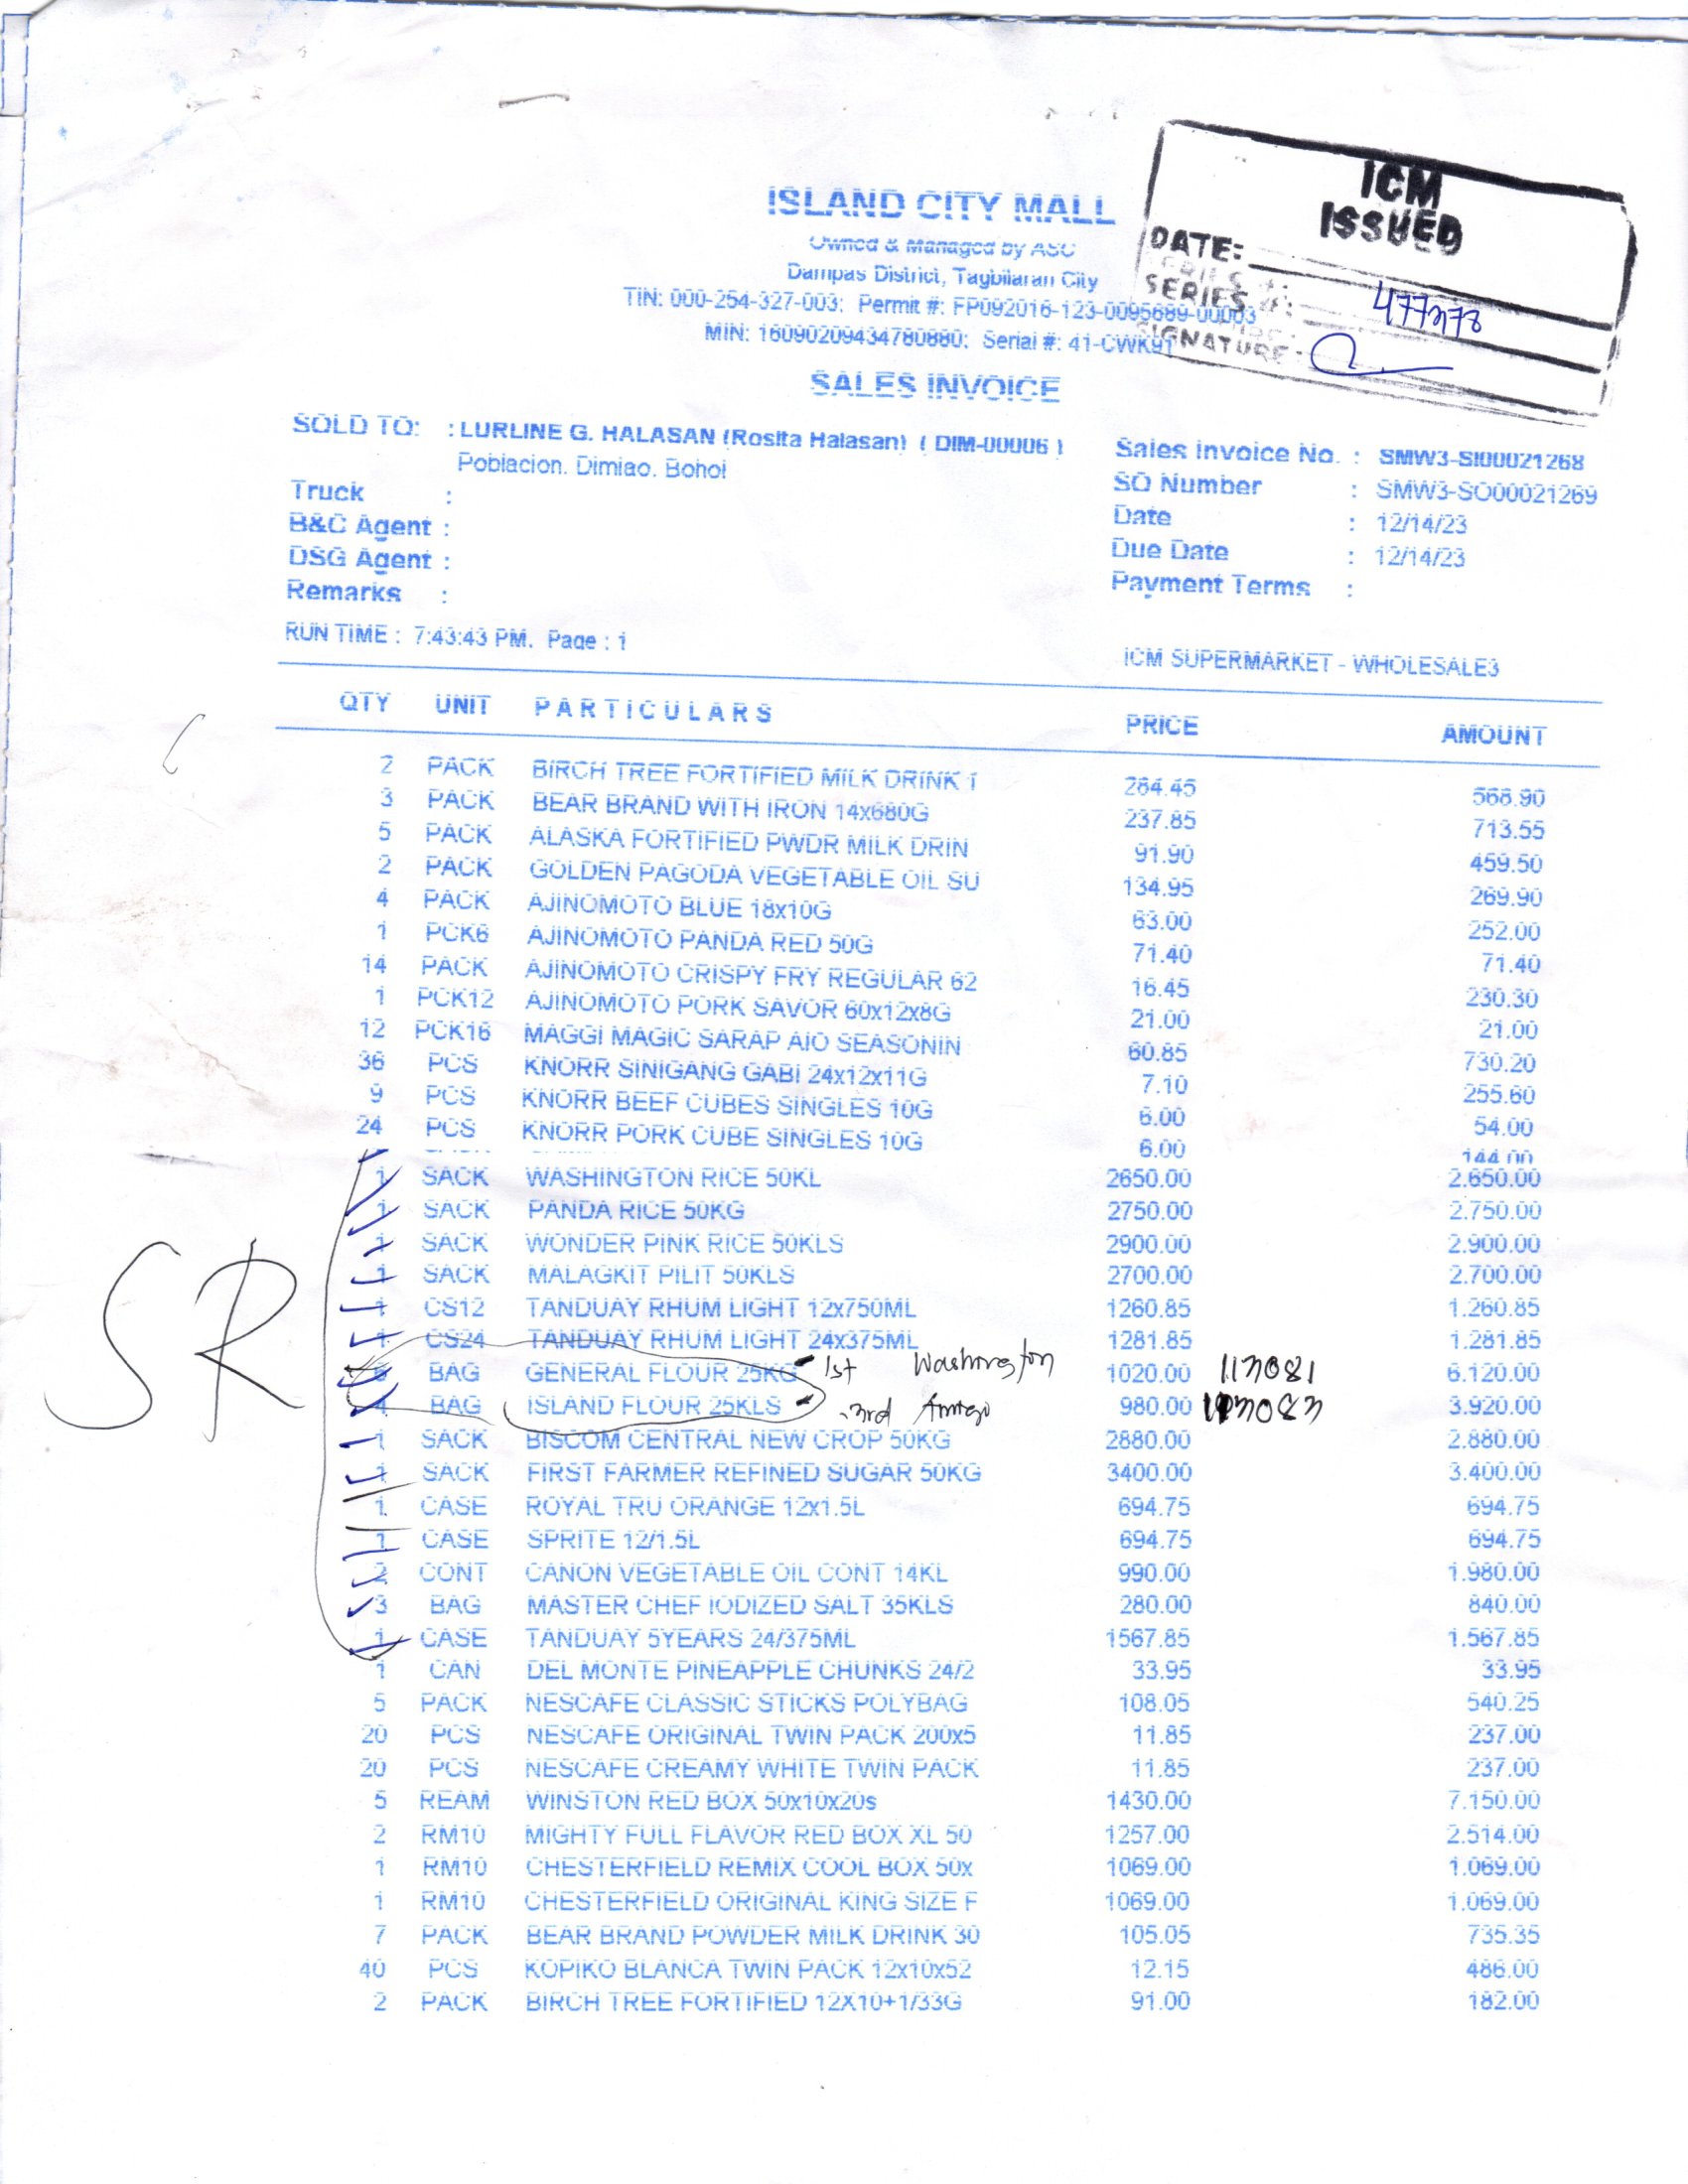 ICM
ISSUED
DATE:
SERIES #:
SIGNATURE
ISLAND CITY MALL
Owned & Managed by ASC
Dampas District, Tagbilaran City
TIN: 000-254-327-003; Permit #: FP092016-123-0095689-00003
MIN: 16090209434780880; Serial #: 41-CWK91
SALES INVOICE
SOLD TO: : LURLINE G. HALASAN (Rosita Halasan) ( DIM-00006 )
Poblacion, Dimiao, Bohol
Truck :
B&C Agent :
DSG Agent :
Remarks :
Sales Invoice No. : SMW3-SI00021268
SO Number : SMW3-SO00021269
Date : 12/14/23
Due Date : 12/14/23
Payment Terms :
RUN TIME : 7:43:43 PM, Page : 1
ICM SUPERMARKET - WHOLESALE3
QTY UNIT PARTICULARS PRICE AMOUNT
2 PACK BIRCH TREE FORTIFIED MILK DRINK 1 284.45 568.90
3 PACK BEAR BRAND WITH IRON 14x680G 237.85 713.55
5 PACK ALASKA FORTIFIED PWDR MILK DRIN 91.90 459.50
2 PACK GOLDEN PAGODA VEGETABLE OIL SU 134.95 269.90
4 PACK AJINOMOTO BLUE 18x10G 63.00 252.00
1 PCK6 AJINOMOTO PANDA RED 50G 71.40 71.40
14 PACK AJINOMOTO CRISPY FRY REGULAR 62 16.45 230.30
1 PCK12 AJINOMOTO PORK SAVOR 60x12x8G 21.00 21.00
12 PCK16 MAGGI MAGIC SARAP AIO SEASONIN 60.85 730.20
36 PCS KNORR SINIGANG GABI 24x12x11G 7.10 255.60
9 PCS KNORR BEEF CUBES SINGLES 10G 6.00 54.00
24 PCS KNORR PORK CUBE SINGLES 10G 6.00 144.00
1 SACK WASHINGTON RICE 50KL 2650.00 2,650.00
1 SACK PANDA RICE 50KG 2750.00 2,750.00
1 SACK WONDER PINK RICE 50KLS 2900.00 2,900.00
1 SACK MALAGKIT PILIT 50KLS 2700.00 2,700.00
1 CS12 TANDUAY RHUM LIGHT 12x750ML 1260.85 1,260.85
1 CS24 TANDUAY RHUM LIGHT 24x375ML 1281.85 1,281.85
SR
6 BAG GENERAL FLOUR 25KG 1st Washington 1020.00 113081 6,120.00
4 BAG ISLAND FLOUR 25KLS 3rd 980.00 3,920.00
1 SACK BISCOM CENTRAL NEW CROP 50KG 2880.00 2,880.00
1 SACK FIRST FARMER REFINED SUGAR 50KG 3400.00 3,400.00
1 CASE ROYAL TRU ORANGE 12x1.5L 694.75 694.75
1 CASE SPRITE 12/1.5L 694.75 694.75
2 CONT CANON VEGETABLE OIL CONT 14KL 990.00 1,980.00
3 BAG MASTER CHEF IODIZED SALT 35KLS 280.00 840.00
1 CASE TANDUAY 5YEARS 24/375ML 1567.85 1,567.85
1 CAN DEL MONTE PINEAPPLE CHUNKS 24/2 33.95 33.95
5 PACK NESCAFE CLASSIC STICKS POLYBAG 108.05 540.25
20 PCS NESCAFE ORIGINAL TWIN PACK 200x5 11.85 237.00
20 PCS NESCAFE CREAMY WHITE TWIN PACK 11.85 237.00
5 REAM WINSTON RED BOX 50x10x20s 1430.00 7,150.00
2 RM10 MIGHTY FULL FLAVOR RED BOX XL 50 1257.00 2,514.00
1 RM10 CHESTERFIELD REMIX COOL BOX 50x 1069.00 1,069.00
1 RM10 CHESTERFIELD ORIGINAL KING SIZE F 1069.00 1,069.00
7 PACK BEAR BRAND POWDER MILK DRINK 30 105.05 735.35
40 PCS KOPIKO BLANCA TWIN PACK 12x10x52 12.15 486.00
2 PACK BIRCH TREE FORTIFIED 12X10+1/33G 91.00 182.00